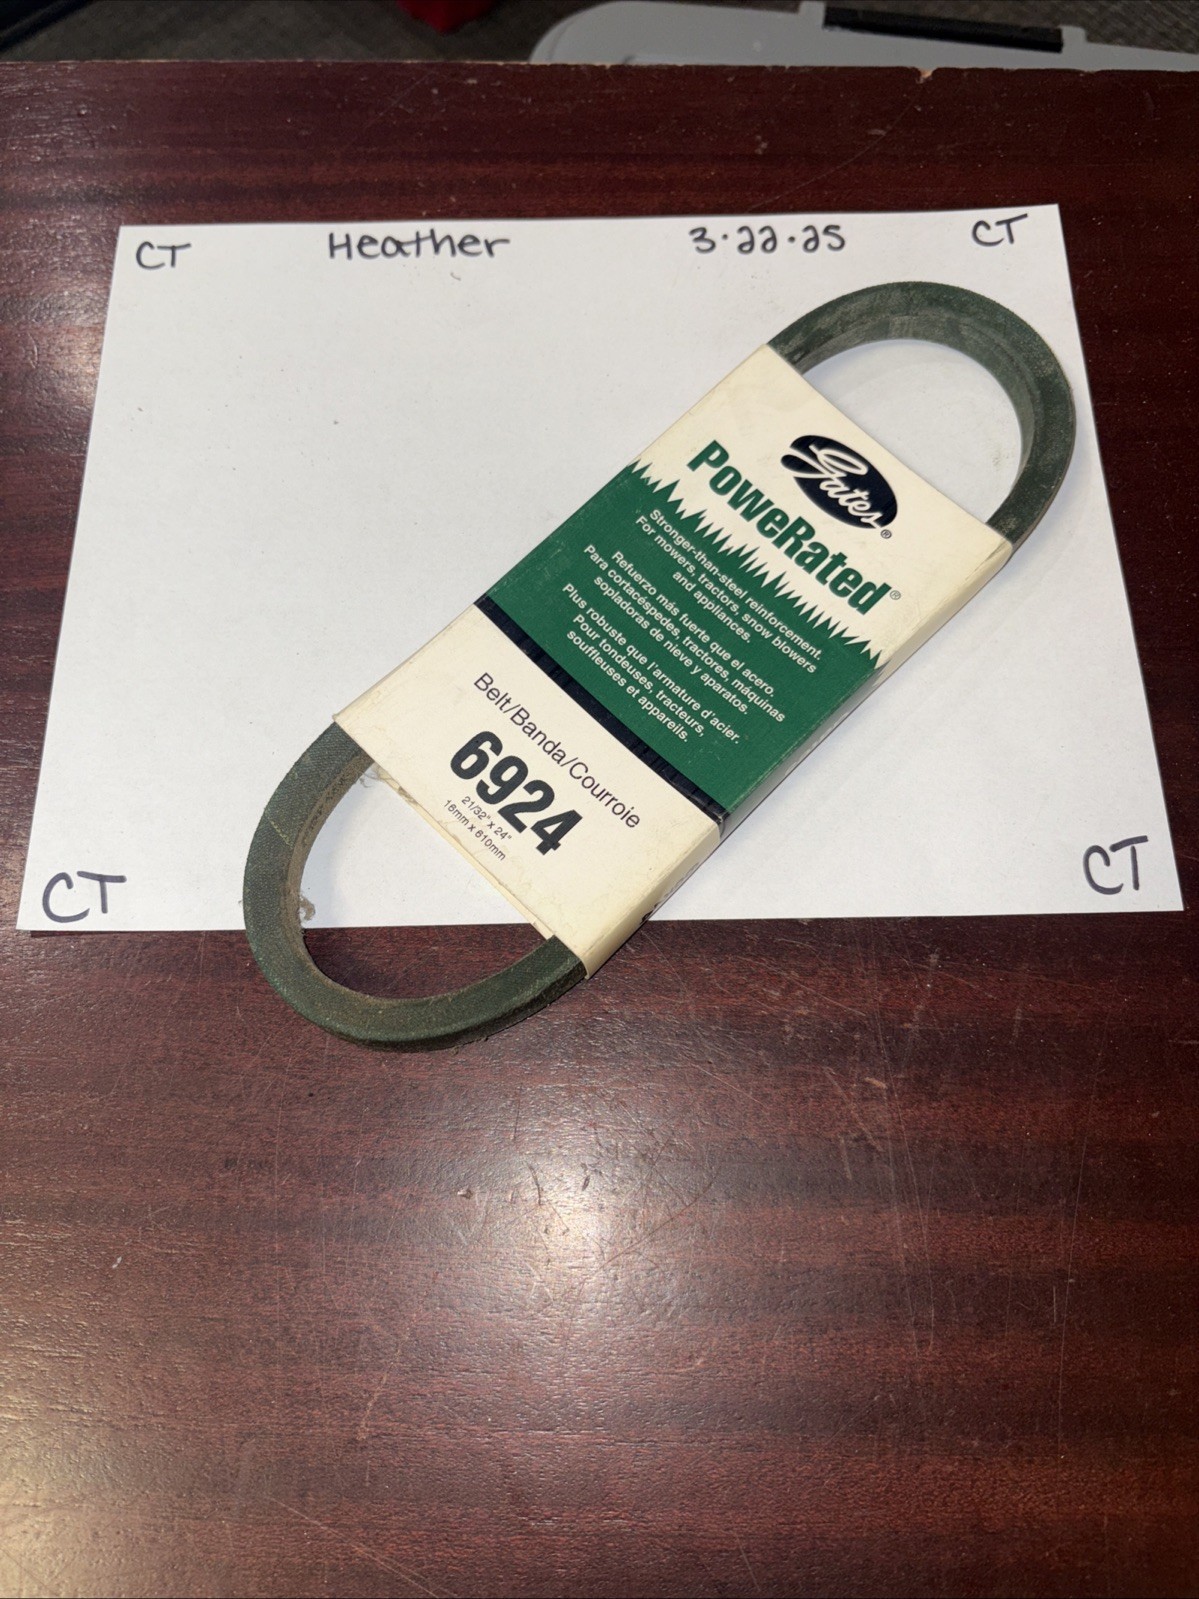 CT Heather 3.22.25 CT
Gates®
PoweRated®
Stronger-than-steel reinforcement.
For mowers, tractors, snow blowers
and appliances.
Refuerzo más fuerte que el acero.
Para cortacéspedes, tractores, máquinas
sopladoras de nieve y aparatos.
Plus robuste que l'armature d'acier.
Pour tondeuses, tracteurs,
souffleuses et appareils.
Belt/Banda/Courroie
6924
21/32" x 24"
16mm x 610mm
CT CT